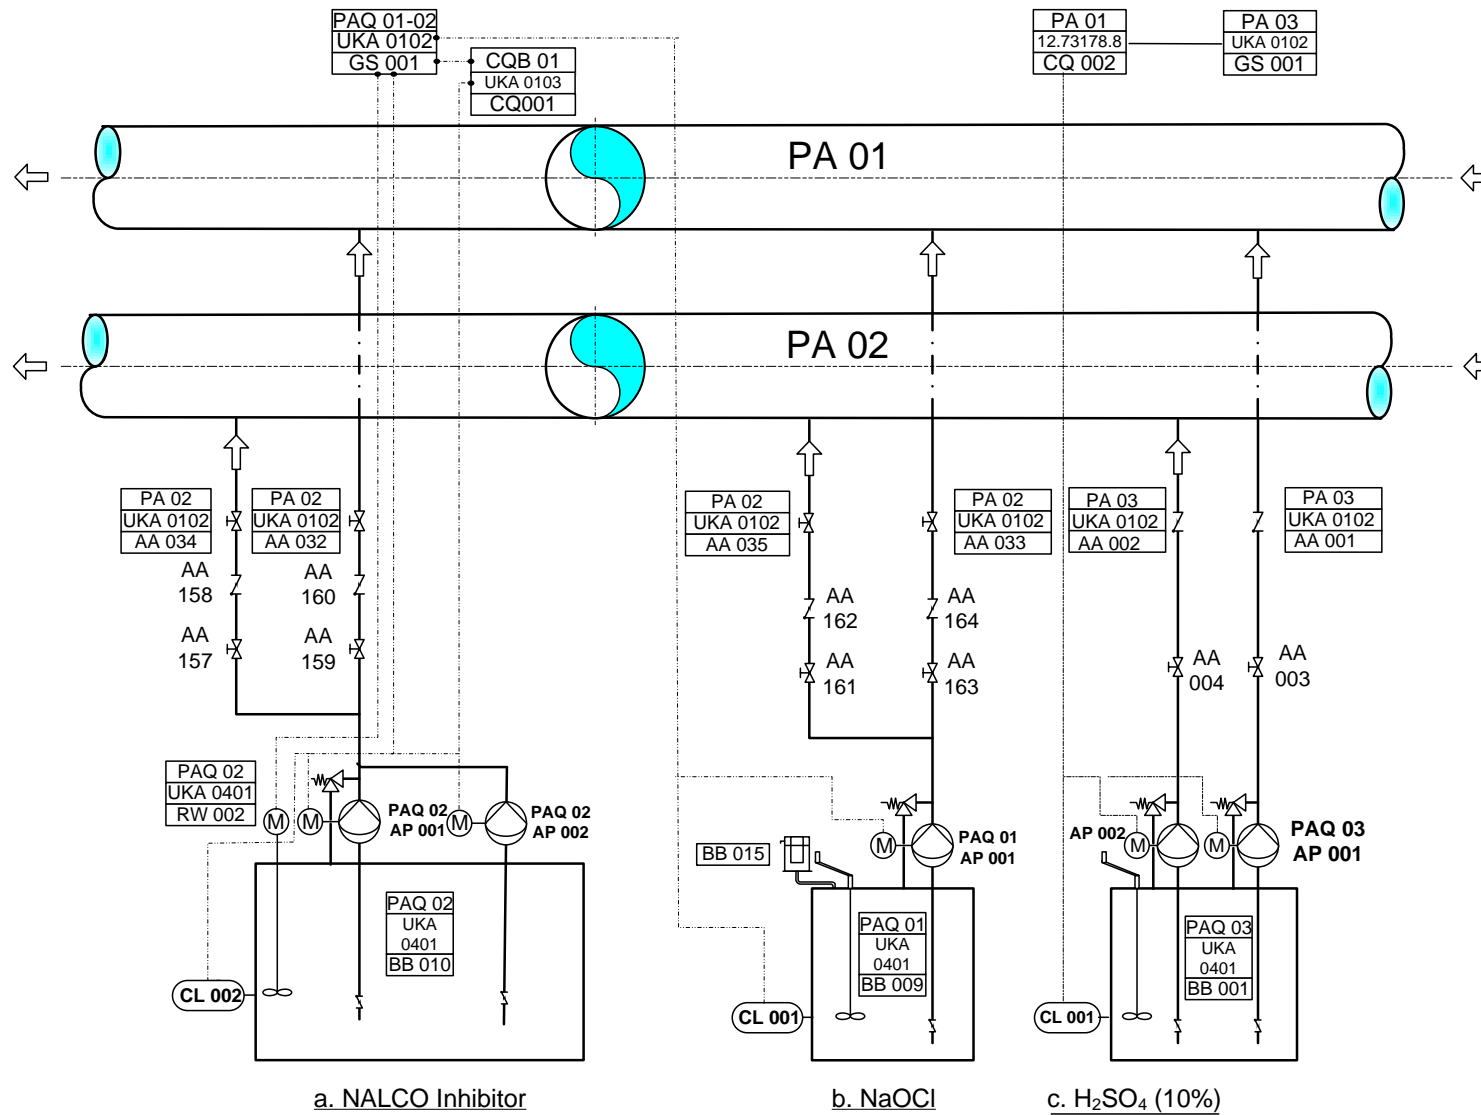 PAQ 01-02
UKA 0102
GS 001
CQB 01
UKA 0103
CQ001
PA 01
12.73178.8
CQ 002
PA 03
UKA 0102
GS 001
PA 01
PA 02
PA 02
UKA 0102
AA 034
PA 02
UKA 0102
AA 032
PA 02
UKA 0102
AA 035
PA 02
UKA 0102
AA 033
PA 03
UKA 0102
AA 002
PA 03
UKA 0102
AA 001
AA
158
AA
160
AA
162
AA
164
AA
157
AA
159
AA
161
AA
163
AA
004
AA
003
PAQ 02
UKA 0401
RW 002
M
M
PAQ 02
AP 001
M
PAQ 02
AP 002
BB 015
M
PAQ 01
AP 001
AP 002
M
M
PAQ 03
AP 001
PAQ 02
UKA
0401
BB 010
PAQ 01
UKA
0401
BB 009
PAQ 03
UKA
0401
BB 001
CL 002
CL 001
CL 001
a. NALCO Inhibitor
b. NaOCl
c. H₂SO₄ (10%)